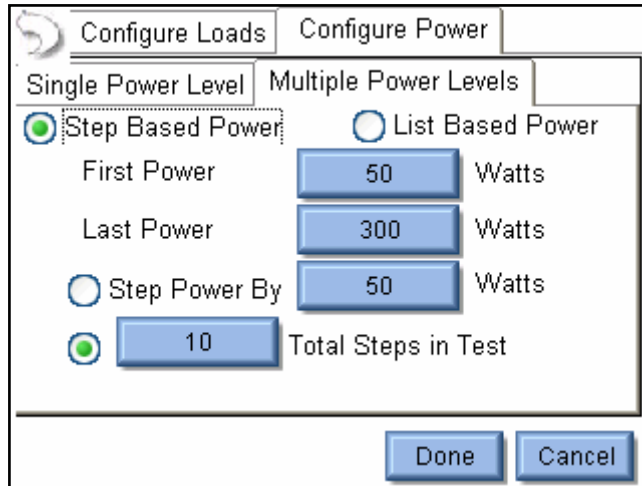 Configure Loads Configure Power
Single Power Level Multiple Power Levels
Step Based Power List Based Power
First Power 50 Watts
Last Power 300 Watts
Step Power By 50 Watts
10 Total Steps in Test
Done Cancel